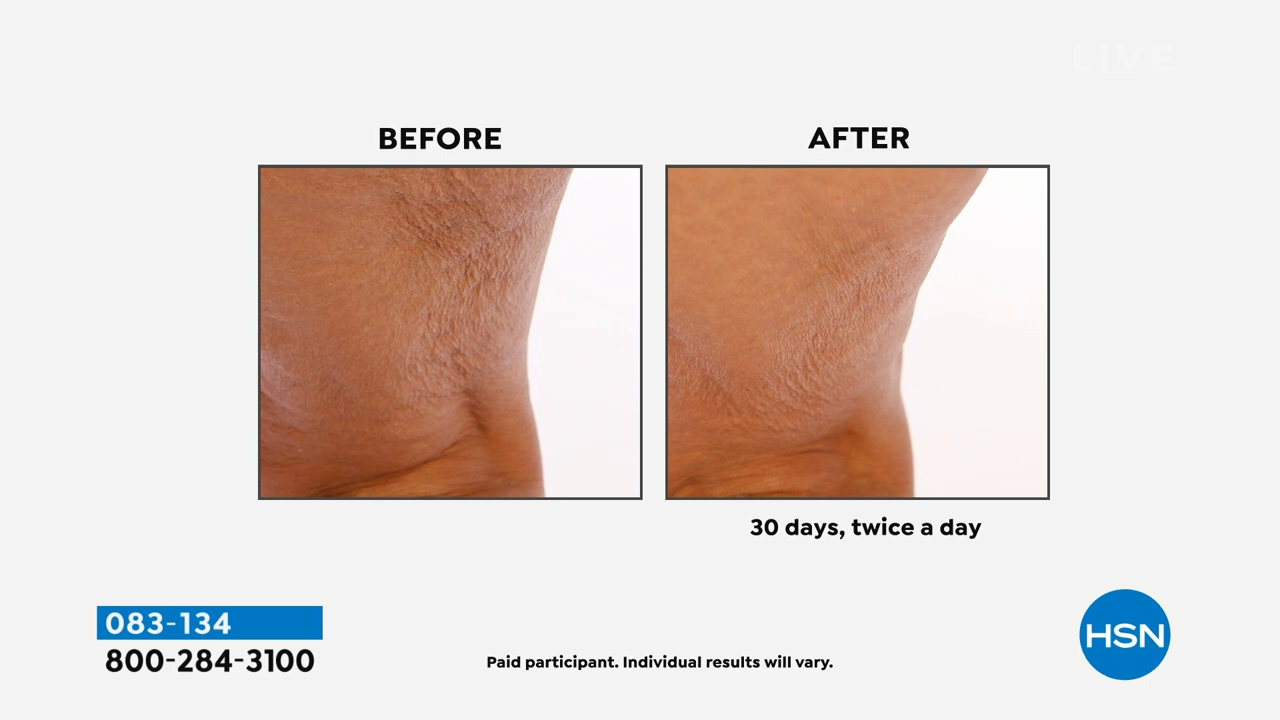 LIVE
BEFORE
AFTER
30 days, twice a day
083-134
800-284-3100
Paid participant. Individual results will vary.
HSN